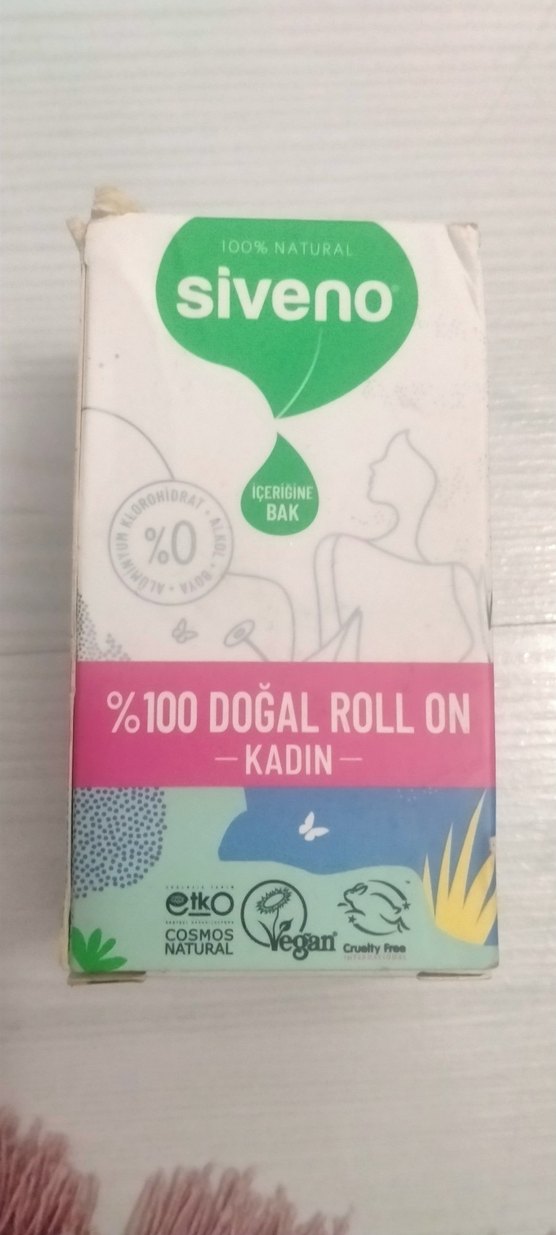 100% NATURAL
siveno®
İÇERİĞİNE
BAK
ALÜMİNYUM KLOROHİDRAT • ALKOL • BOYA •
%0
%100 DOĞAL ROLL ON
— KADIN —
etko
COSMOS
NATURAL
Vegan
Cruelty Free
INTERNATIONAL